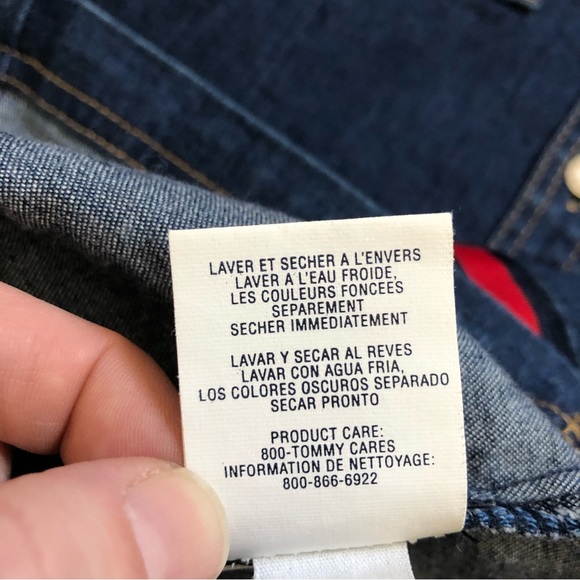 LAVER ET SECHER A L'ENVERS
LAVER À L'EAU FROIDE,
LES COULEURS FONCEES
SEPAREMENT
SECHER IMMEDIATEMENT
LAVAR Y SECAR AL REVES
LAVAR CON AGUA FRIA,
LOS COLORES OSCUROS SEPARADO
SECAR PRONTO
PRODUCT CARE:
800-TOMMY CARES
INFORMATION DE NETTOYAGE:
800-866-6922